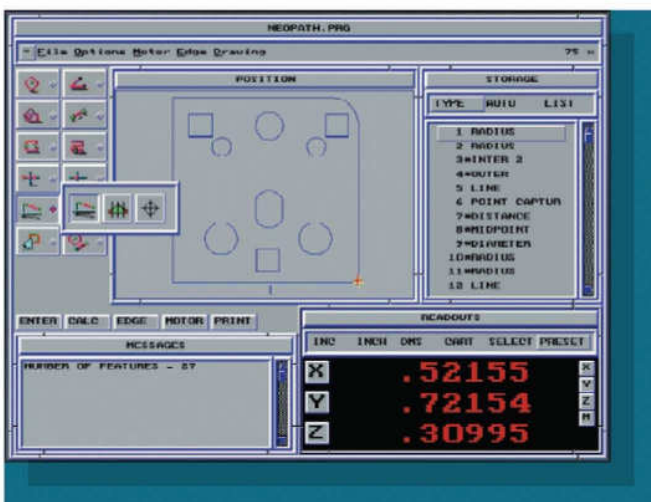 NEOPATH.PRG
File Options Motor Edge Drawing 75
POSITION
STORAGE
TYPE AUTO LIST
1 RADIUS
2 RADIUS
3*INTER 2
4*OUTER
5 LINE
6 POINT CAPTUR
7*DISTANCE
8*MIDPOINT
9*DIAMETER
10*RADIUS
11*RADIUS
12 LINE
ENTER CALC EDGE MOTOR PRINT
MESSAGES
NUMBER OF FEATURES - 87
READOUTS
INC INCH DMS CART SELECT PRESET
X .52155 X
Y .72154 Y
Z
Z .30995 M